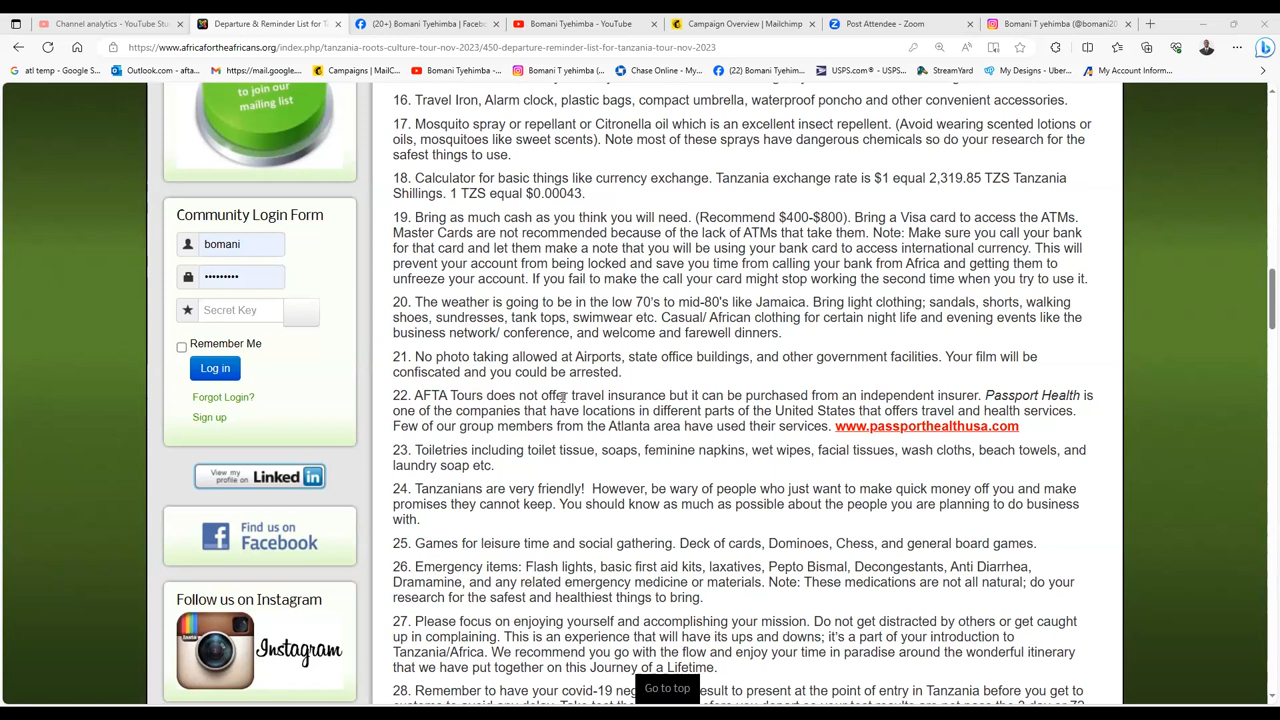 Channel analytics - YouTube Stu
Departure & Reminder List for T
(20+) Bomani Tyehimba | Faceb
Bomani Tyehimba - YouTube
Campaign Overview | Mailchimp
Post Attendee - Zoom
Bomani T yehimba (@bomani20
https://www.africafortheafricans.org/index.php/tanzania-roots-culture-tour-nov-2023/450-departure-reminder-list-for-tanzania-tour-nov-2023
atl temp - Google S...
Outlook.com - afta...
https://mail.google....
Campaigns | MailC...
Bomani Tyehimba -...
Bomani T yehimba (...
Chase Online - My...
(22) Bomani Tyehim...
USPS.com® - USPS...
StreamYard
My Designs - Uber...
My Account Inform...
to join our
mailing list
Community Login Form
bomani
•••••••••
Secret Key
Remember Me
Log in
Forgot Login?
Sign up
View my
profile on LinkedIn
Find us on
Facebook
Follow us on Instagram
Instagram
16. Travel Iron, Alarm clock, plastic bags, compact umbrella, waterproof poncho and other convenient accessories.
17. Mosquito spray or repellant or Citronella oil which is an excellent insect repellent. (Avoid wearing scented lotions or
oils, mosquitoes like sweet scents). Note most of these sprays have dangerous chemicals so do your research for the
safest things to use.
18. Calculator for basic things like currency exchange. Tanzania exchange rate is $1 equal 2,319.85 TZS Tanzania
Shillings. 1 TZS equal $0.00043.
19. Bring as much cash as you think you will need. (Recommend $400-$800). Bring a Visa card to access the ATMs.
Master Cards are not recommended because of the lack of ATMs that take them. Note: Make sure you call your bank
for that card and let them make a note that you will be using your bank card to access international currency. This will
prevent your account from being locked and save you time from calling your bank from Africa and getting them to
unfreeze your account. If you fail to make the call your card might stop working the second time when you try to use it.
20. The weather is going to be in the low 70's to mid-80's like Jamaica. Bring light clothing; sandals, shorts, walking
shoes, sundresses, tank tops, swimwear etc. Casual/ African clothing for certain night life and evening events like the
business network/ conference, and welcome and farewell dinners.
21. No photo taking allowed at Airports, state office buildings, and other government facilities. Your film will be
confiscated and you could be arrested.
22. AFTA Tours does not offer travel insurance but it can be purchased from an independent insurer. Passport Health is
one of the companies that have locations in different parts of the United States that offers travel and health services.
Few of our group members from the Atlanta area have used their services. www.passporthealthusa.com
23. Toiletries including toilet tissue, soaps, feminine napkins, wet wipes, facial tissues, wash cloths, beach towels, and
laundry soap etc.
24. Tanzanians are very friendly! However, be wary of people who just want to make quick money off you and make
promises they cannot keep. You should know as much as possible about the people you are planning to do business
with.
25. Games for leisure time and social gathering. Deck of cards, Dominoes, Chess, and general board games.
26. Emergency items: Flash lights, basic first aid kits, laxatives, Pepto Bismal, Decongestants, Anti Diarrhea,
Dramamine, and any related emergency medicine or materials. Note: These medications are not all natural; do your
research for the safest and healthiest things to bring.
27. Please focus on enjoying yourself and accomplishing your mission. Do not get distracted by others or get caught
up in complaining. This is an experience that will have its ups and downs; it's a part of your introduction to
Tanzania/Africa. We recommend you go with the flow and enjoy your time in paradise around the wonderful itinerary
that we have put together on this Journey of a Lifetime.
28. Remember to have your covid-19 neg result to present at the point of entry in Tanzania before you get to
Go to top